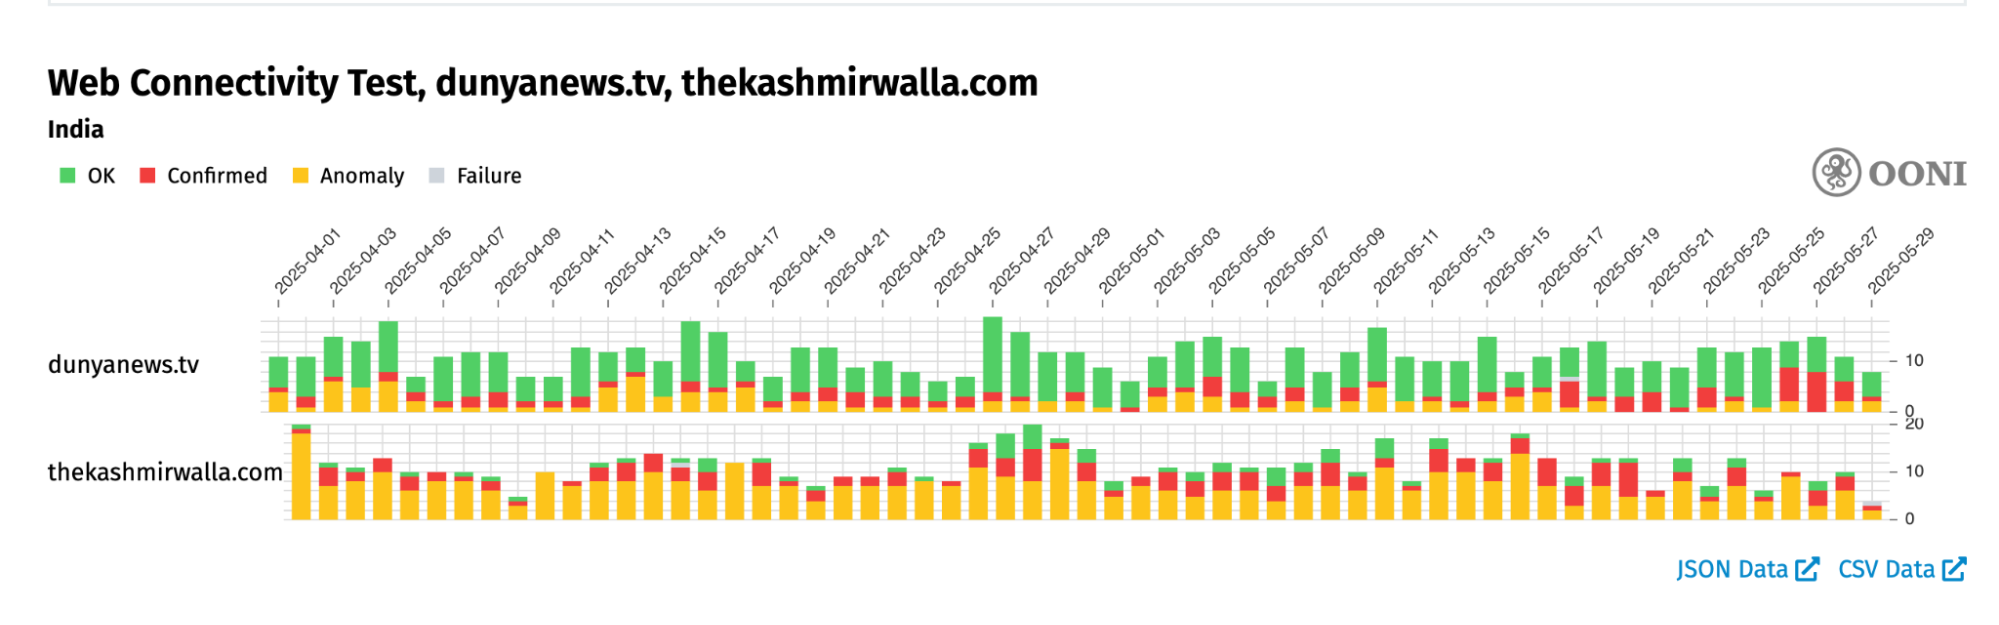 Web Connectivity Test, dunyanews.tv, thekashmirwalla.com
India
OK Confirmed Anomaly Failure
OONI
2025-04-01 2025-04-03 2025-04-05 2025-04-07 2025-04-09 2025-04-11 2025-04-13 2025-04-15 2025-04-17 2025-04-19 2025-04-21 2025-04-23 2025-04-25 2025-04-27 2025-04-29 2025-05-01 2025-05-03 2025-05-05 2025-05-07 2025-05-09 2025-05-11 2025-05-13 2025-05-15 2025-05-17 2025-05-19 2025-05-21 2025-05-23 2025-05-25 2025-05-27 2025-05-29
dunyanews.tv 10
0
20
thekashmirwalla.com 10
0
JSON Data CSV Data